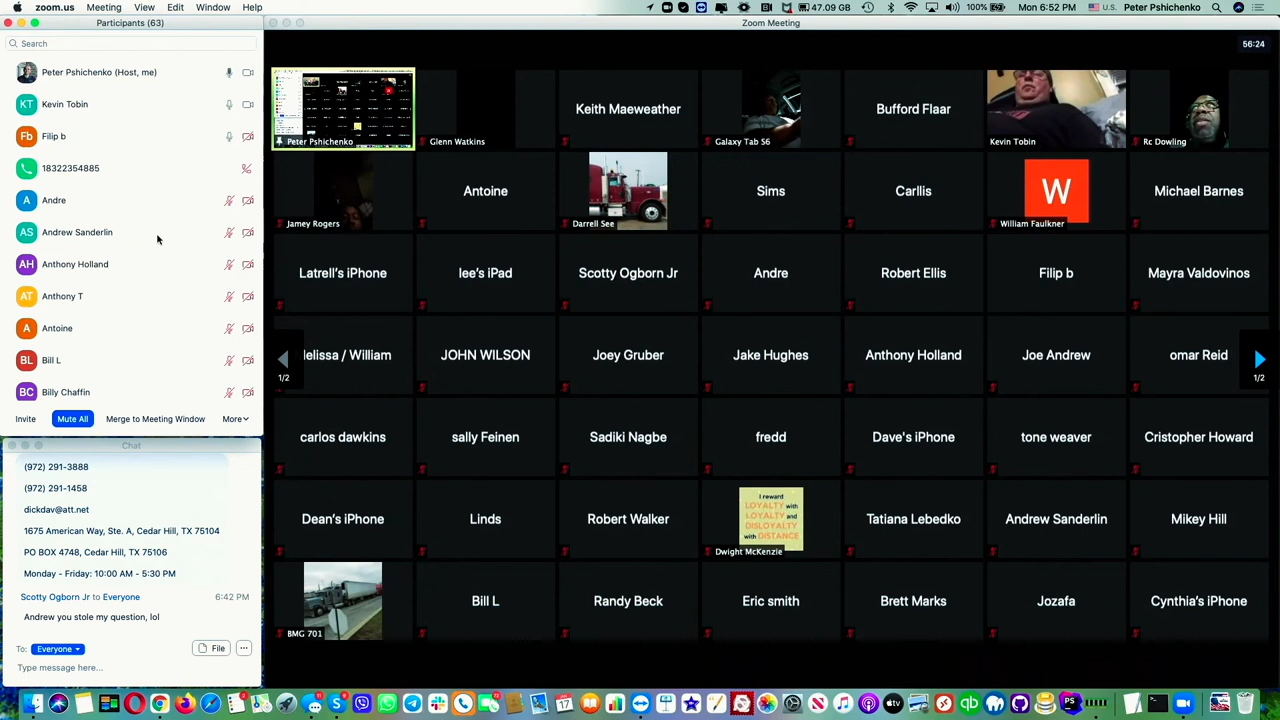 zoom.us Meeting View Edit Window Help
47.09 GB 100% U.S. Mon 6:52 PM Peter Pshichenko
Participants (63)
Zoom Meeting
Search
56:24
Peter Pshichenko (Host, me)
KT Kevin Tobin
Fb Filip b
18322354885
A Andre
AS Andrew Sanderlin
AH Anthony Holland
AT Anthony T
A Antoine
BL Bill L
BC Billy Chaffin
Invite Mute All Merge to Meeting Window More
Chat
(972) 291-3888
(972) 291-1458
dickdav@att.net
1675 American Way, Ste. A, Cedar Hill, TX 75104
PO BOX 4748, Cedar Hill, TX 75106
Monday - Friday: 10:00 AM - 5:30 PM
Scotty Ogborn Jr to Everyone 6:42 PM
Andrew you stole my question, lol
To: Everyone File
Type message here...
Peter Pshichenko Glenn Watkins Keith Maeweather Galaxy Tab S6 Bufford Flaar Kevin Tobin Rc Dowling
Jamey Rogers Antoine Darrell See Sims Carllis W William Faulkner Michael Barnes
Latrell's iPhone lee's iPad Scotty Ogborn Jr Andre Robert Ellis Filip b Mayra Valdovinos
elissa / William JOHN WILSON Joey Gruber Jake Hughes Anthony Holland Joe Andrew omar Reid
1/2 1/2
carlos dawkins sally Feinen Sadiki Nagbe fredd Dave's iPhone tone weaver Cristopher Howard
Dean's iPhone Linds Robert Walker Dwight McKenzie Tatiana Lebedko Andrew Sanderlin Mikey Hill
I reward
LOYALTY with
LOYALTY and
DISLOYALTY
with DISTANCE
BMG 701 Bill L Randy Beck Eric smith Brett Marks Jozafa Cynthia's iPhone